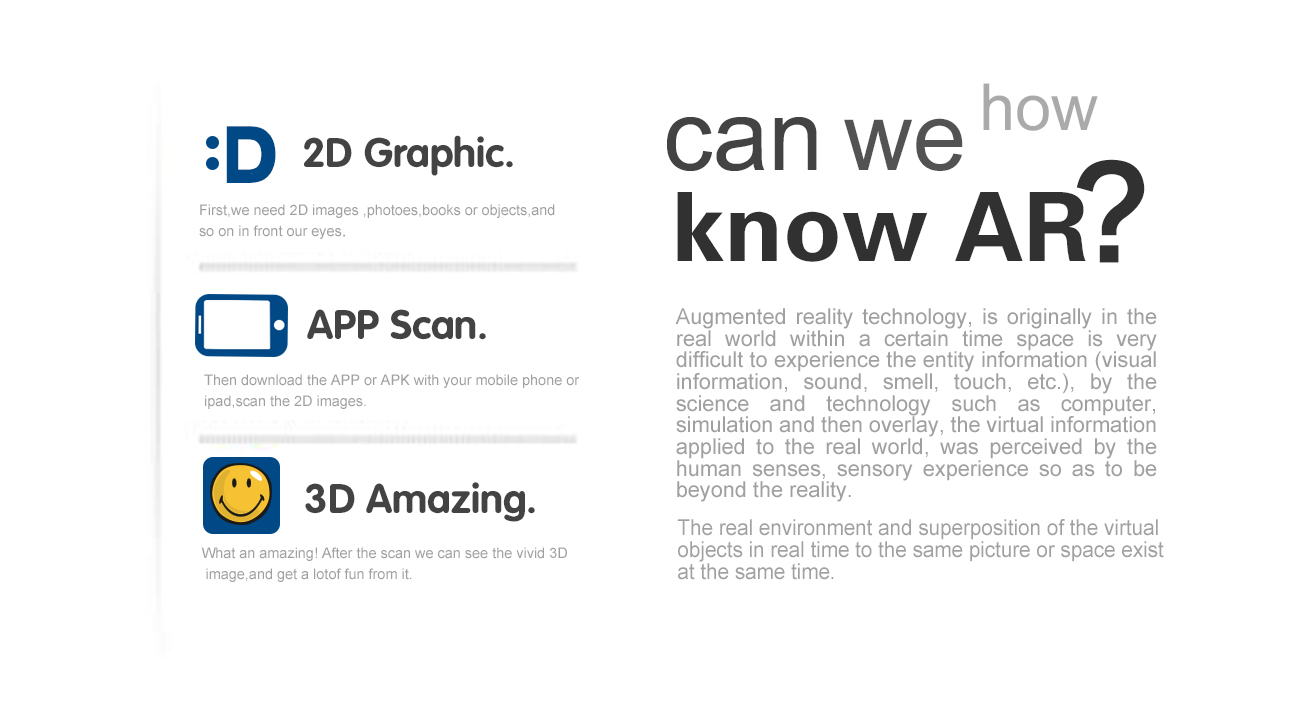 :D 2D Graphic.
First,we need 2D images ,photoes,books or objects,and
so on in front our eyes,
APP Scan.
Then download the APP or APK with your mobile phone or
ipad,scan the 2D images.
3D Amazing.
What an amazing! After the scan we can see the vivid 3D
image,and get a lotof fun from it.
how
can we
know AR?
Augmented reality technology, is originally in the
real world within a certain time space is very
difficult to experience the entity information (visual
information, sound, smell, touch, etc.), by the
science and technology such as computer,
simulation and then overlay, the virtual information
applied to the real world, was perceived by the
human senses, sensory experience so as to be
beyond the reality.
The real environment and superposition of the virtual
objects in real time to the same picture or space exist
at the same time.